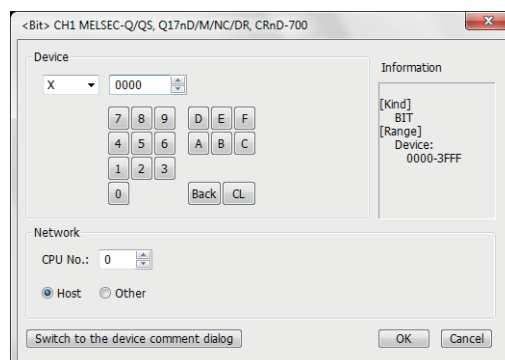 <Bit> CH1 MELSEC-Q/QS, Q17nD/M/NC/DR, CRnD-700
Device
X 0000
7 8 9 D E F
4 5 6 A B C
1 2 3
0 Back CL
Information
[Kind]
BIT
[Range]
Device:
0000-3FFF
Network
CPU No.: 0
Host Other
Switch to the device comment dialog OK Cancel